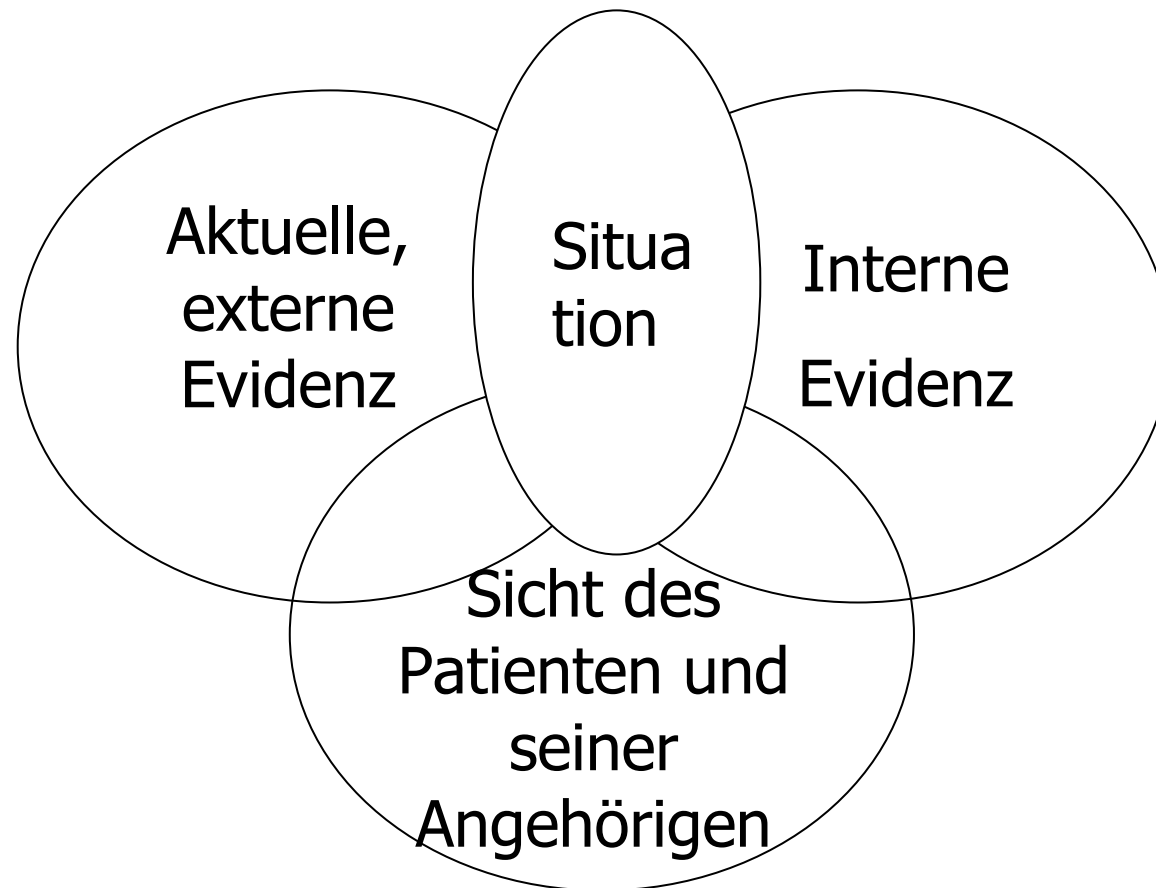 Aktuelle,
externe
Evidenz
Situa
tion
Interne
Evidenz
Sicht des
Patienten und
seiner
Angehörigen